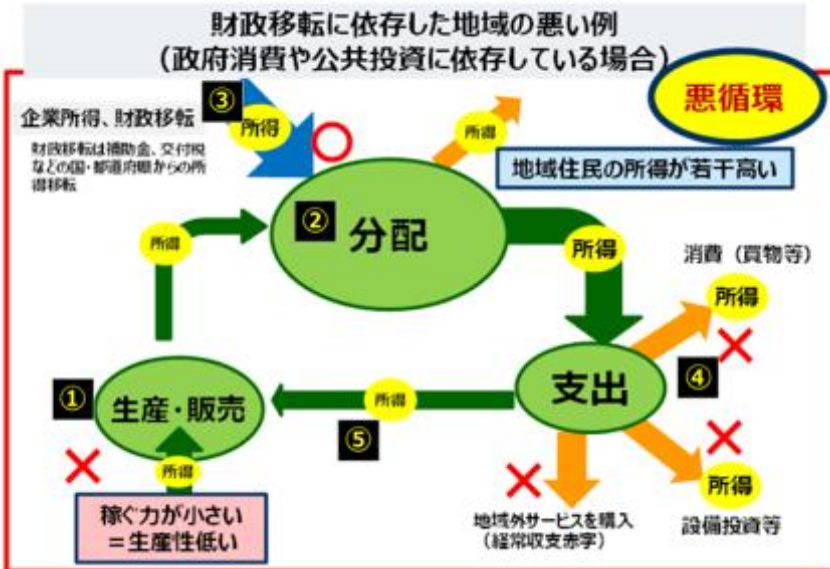 財政移転に依存した地域の悪い例
（政府消費や公共投資に依存している場合）
悪循環
③
所得
企業所得、財政移転
財政移転は補助金、交付税
などの国・都道府県からの所
得移転
所得
地域住民の所得が若干高い
②
分配
所得
所得
消費（買物等）
所得
①
生産・販売
支出
④
所得
⑤
所得
所得
稼ぐ力が小さい
＝生産性低い
地域外サービスを購入
（経常収支赤字）
設備投資等